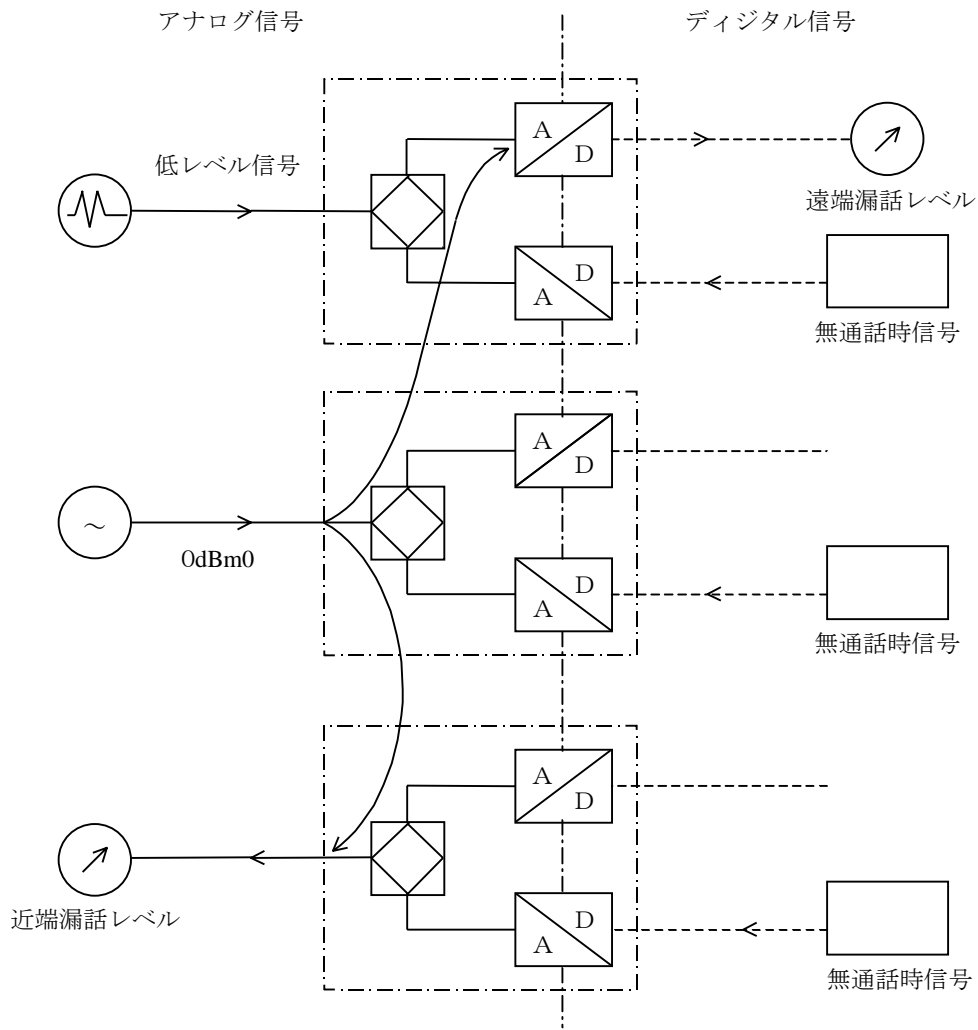 アナログ信号
ディジタル信号
低レベル信号
A
D
遠端漏話レベル
D
A
無通話時信号
A
D
~
0dBm0
D
A
無通話時信号
A
D
近端漏話レベル
D
A
無通話時信号